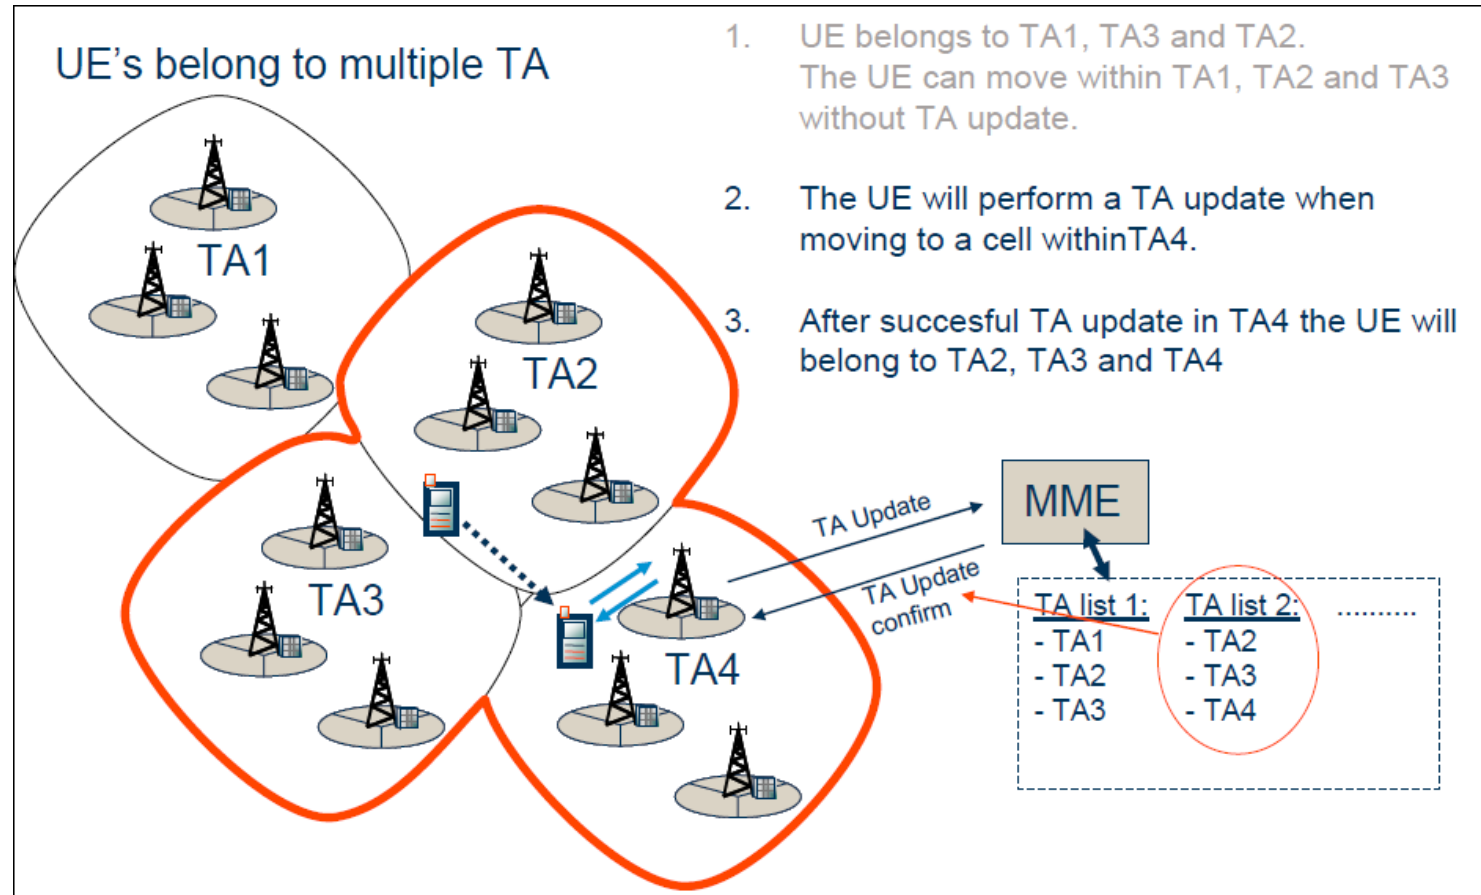 UE's belong to multiple TA
1. UE belongs to TA1, TA3 and TA2.
The UE can move within TA1, TA2 and TA3
without TA update.
2. The UE will perform a TA update when
moving to a cell withinTA4.
3. After succesful TA update in TA4 the UE will
belong to TA2, TA3 and TA4
TA1
TA2
TA3
TA4
TA Update
TA Update
confirm
MME
TA list 1:
- TA1
- TA2
- TA3
TA list 2:
- TA2
- TA3
- TA4
..........